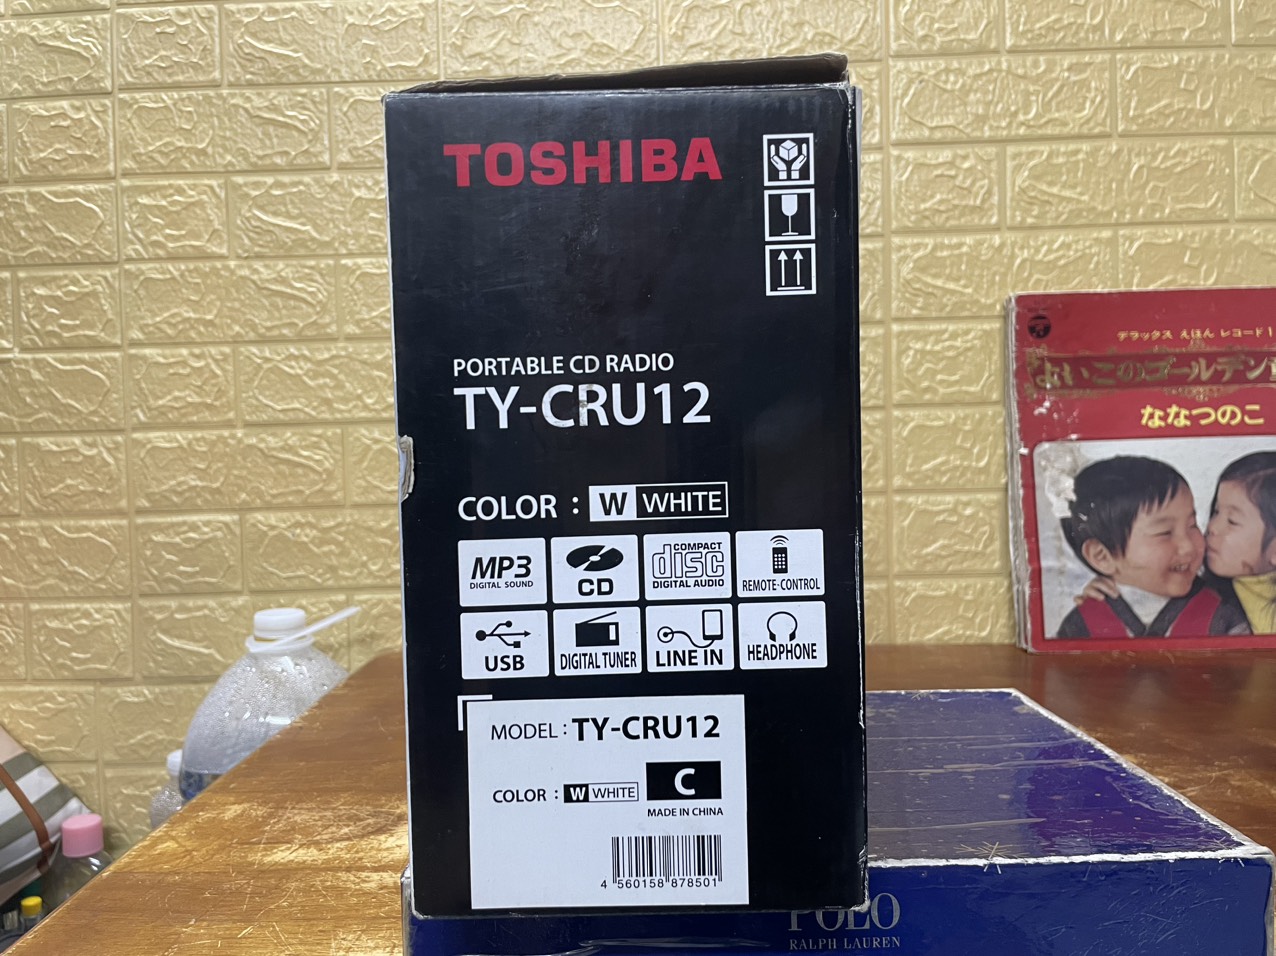 TOSHIBA
PORTABLE CD RADIO
TY-CRU12
COLOR : W WHITE
MP3
DIGITAL SOUND
CD
COMPACT
disc
DIGITAL AUDIO
REMOTE-CONTROL
USB
DIGITAL TUNER
LINE IN
HEADPHONE
MODEL : TY-CRU12
COLOR : W WHITE
C
MADE IN CHINA
4 560158 878501
デラックス えほん レコード
よいこのゴールデン
ななつのこ
POLO
RALPH LAUREN